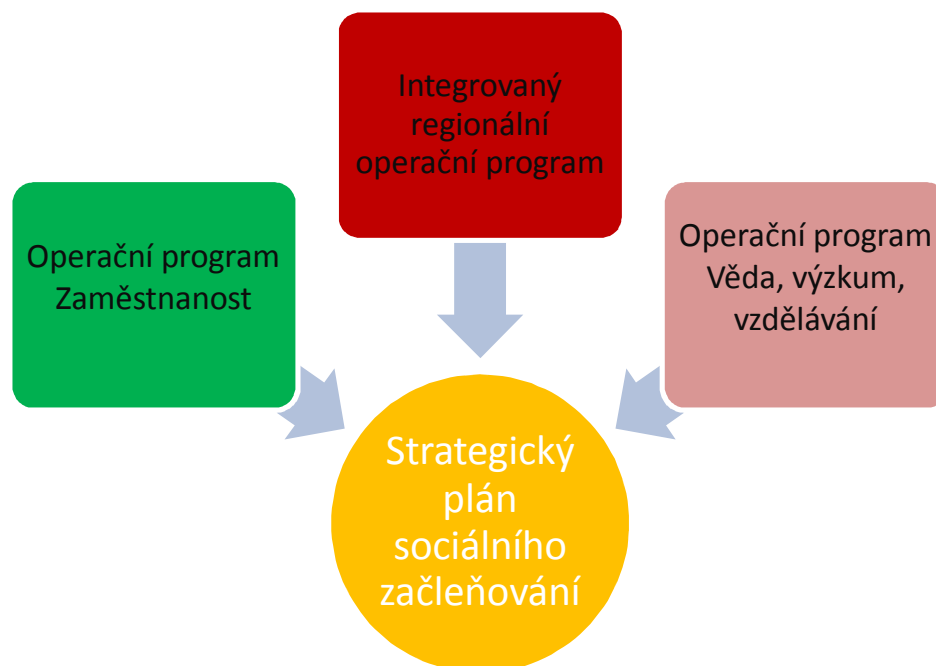 Integrovaný
regionální
operační program
Operační program
Zaměstnanost
Operační program
Věda, výzkum,
vzdělávání
Strategický
plán
sociálního
začleňování